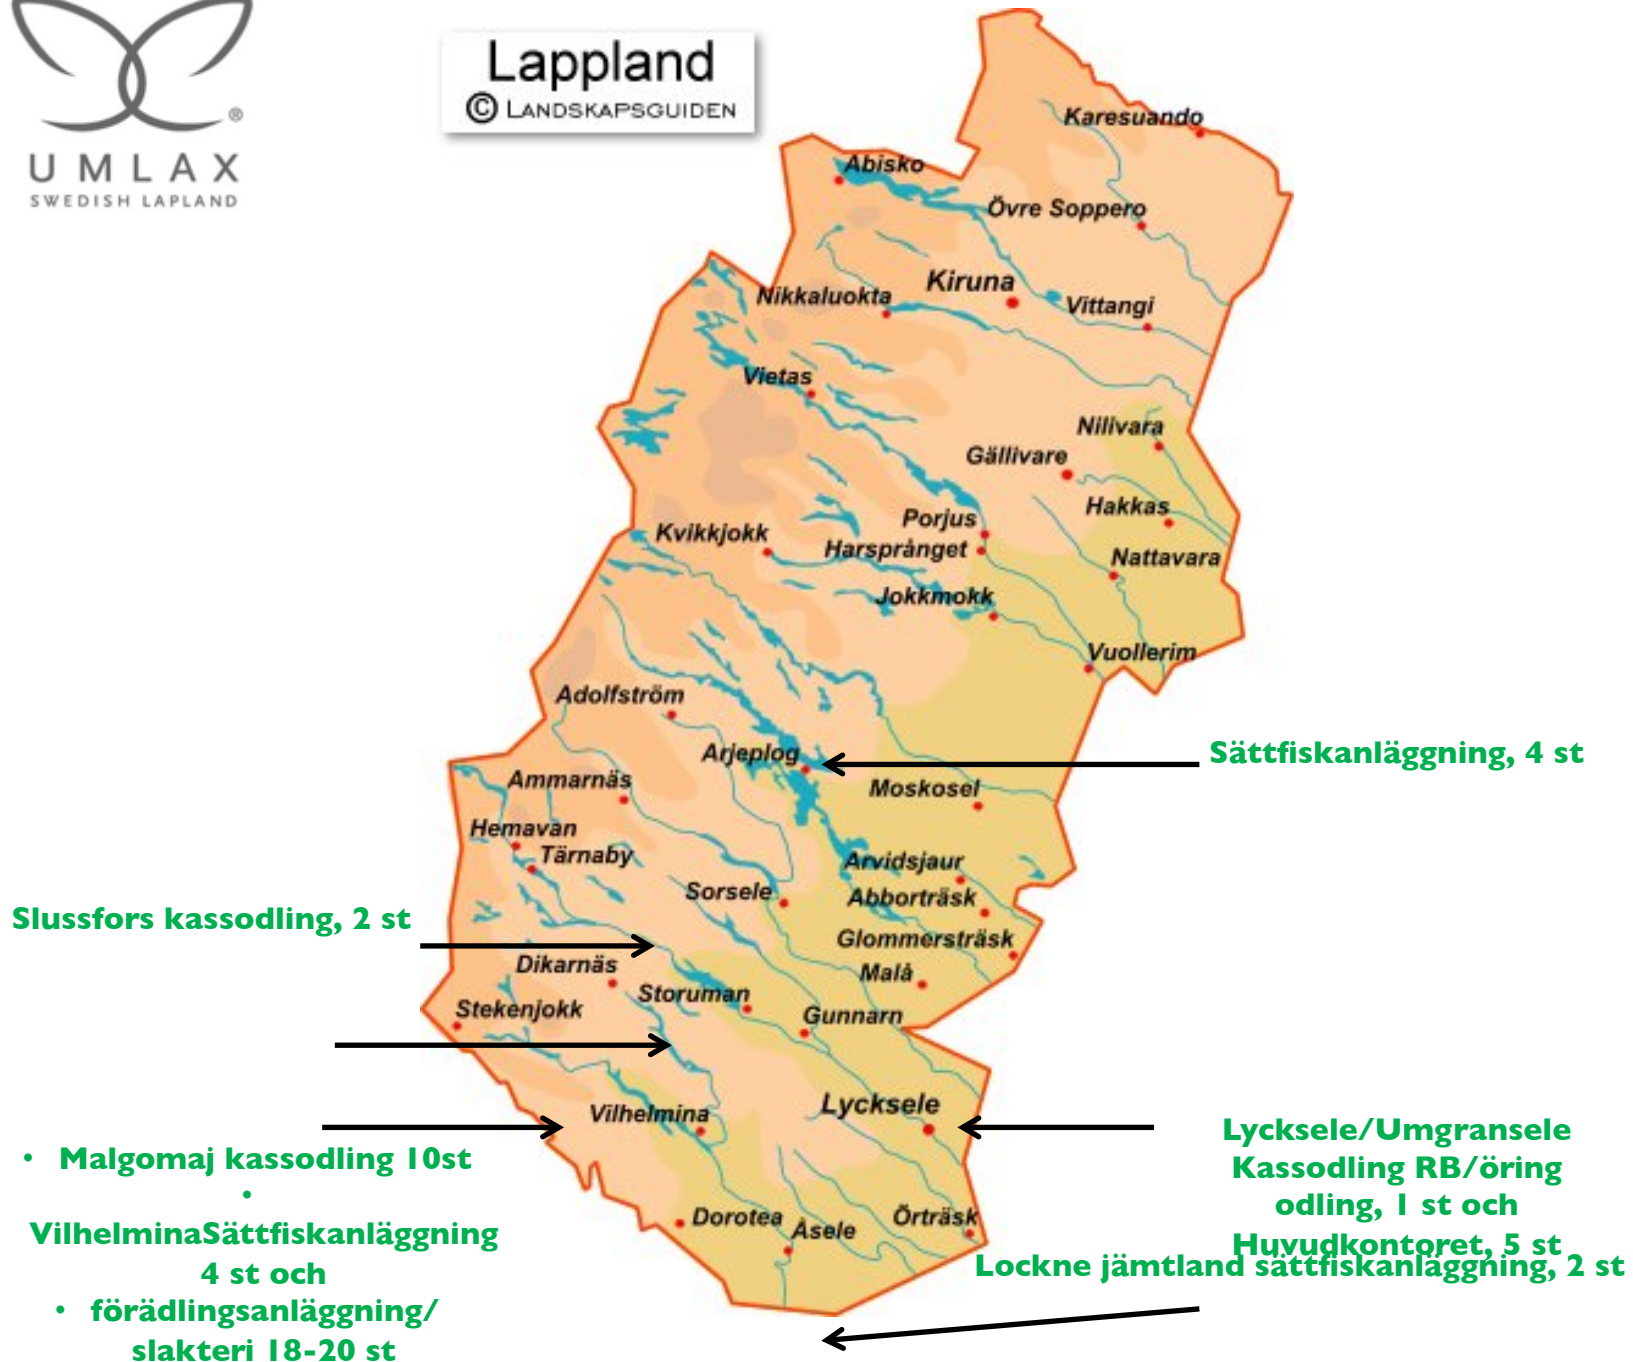 UMLAX
SWEDISH LAPLAND
®
Lappland
© LANDSKAPSGUIDEN
Karesuando
Abisko
Övre Soppero
Kiruna
Nikkaluokta
Vittangi
Vietas
Nilivara
Gällivare
Hakkas
Porjus
Kvikkjokk
Harsprånget
Nattavara
Jokkmokk
Vuollerim
Adolfström
Arjeplog
Sättfiskanläggning, 4 st
Ammarnäs
Moskosel
Hemavan
Tärnaby
Arvidsjaur
Sorsele
Abborträsk
Slussfors kassodling, 2 st
Glommersträsk
Dikarnäs
Malå
Storuman
Stekenjokk
Gunnarn
Vilhelmina
Lycksele
• Malgomaj kassodling 10st
•
VilhelminaSättfiskanläggning
4 st och
• förädlingsanläggning/
slakteri 18-20 st
Lycksele/Umgransele
Kassodling RB/öring
odling, 1 st och
Huvudkontoret, 5 st
Dorotea
Åsele
Örträsk
Lockne jämtland sättfiskanläggning, 2 st